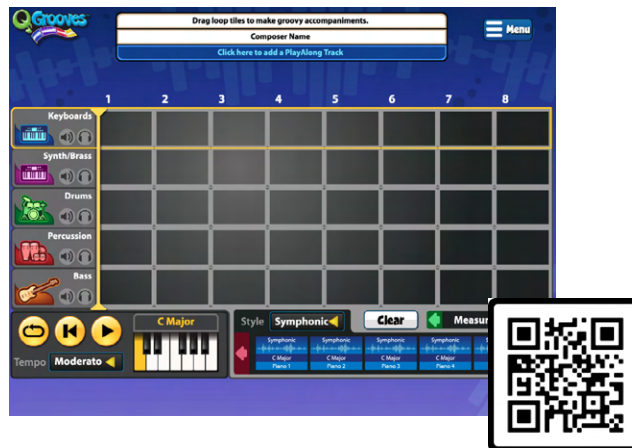 QGrooves
Drag loop tiles to make groovy accompaniments.
Composer Name
Click here to add a PlayAlong Track
Menu
1 2 3 4 5 6 7 8
Keyboards
Synth/Brass
Drums
Percussion
Bass
C Major
Tempo Moderato
Style Symphonic
Clear
Measur
Symphonic Symphonic Symphonic Symphonic S
C Major C Major C Major C Major
Piano 1 Piano 2 Piano 3 Piano 4